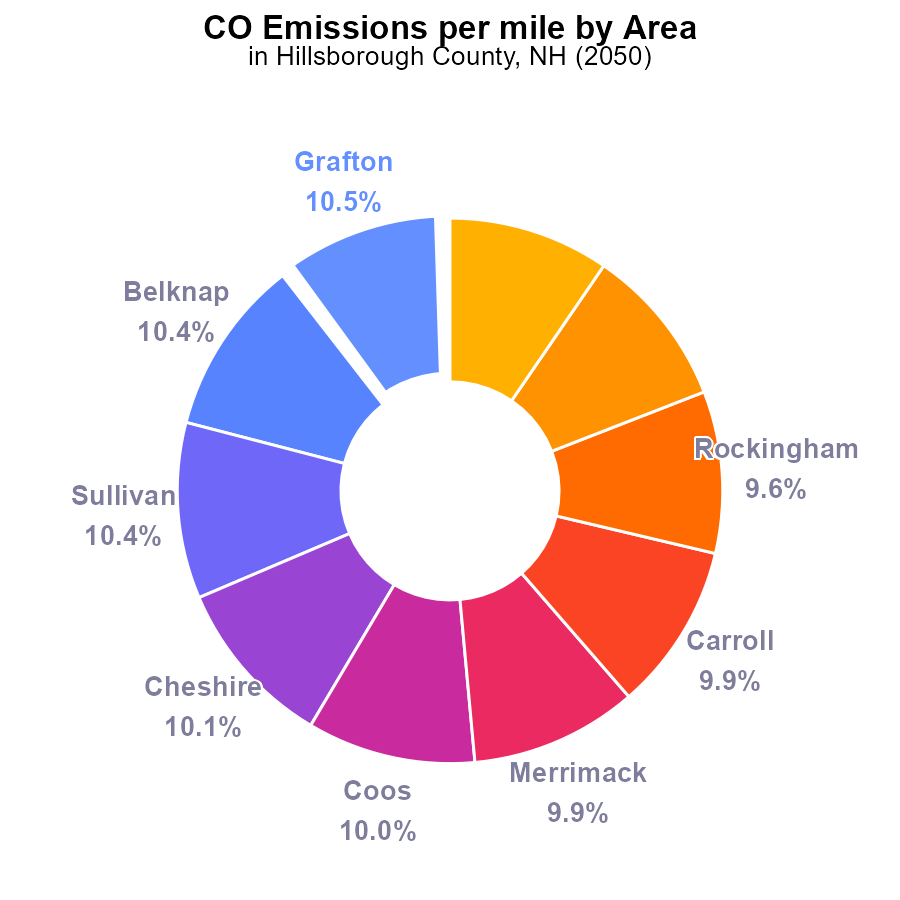 CO Emissions per mile by Area
in Hillsborough County, NH (2050)
Grafton
10.5%
Belknap
10.4%
Rockingham
9.6%
Sullivan
10.4%
Carroll
9.9%
Cheshire
10.1%
Merrimack
9.9%
Coos
10.0%